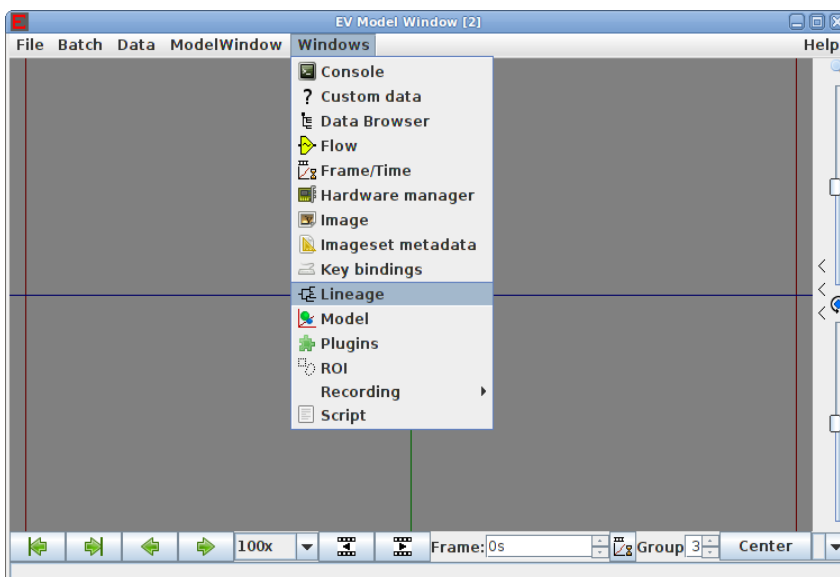 EV Model Window [2]
File Batch Data ModelWindow Windows Help
Console
? Custom data
Data Browser
Flow
Frame/Time
Hardware manager
Image
Imageset metadata
Key bindings
Lineage
Model
Plugins
ROI
Recording
Script
100x Frame: 0s Group 3 Center